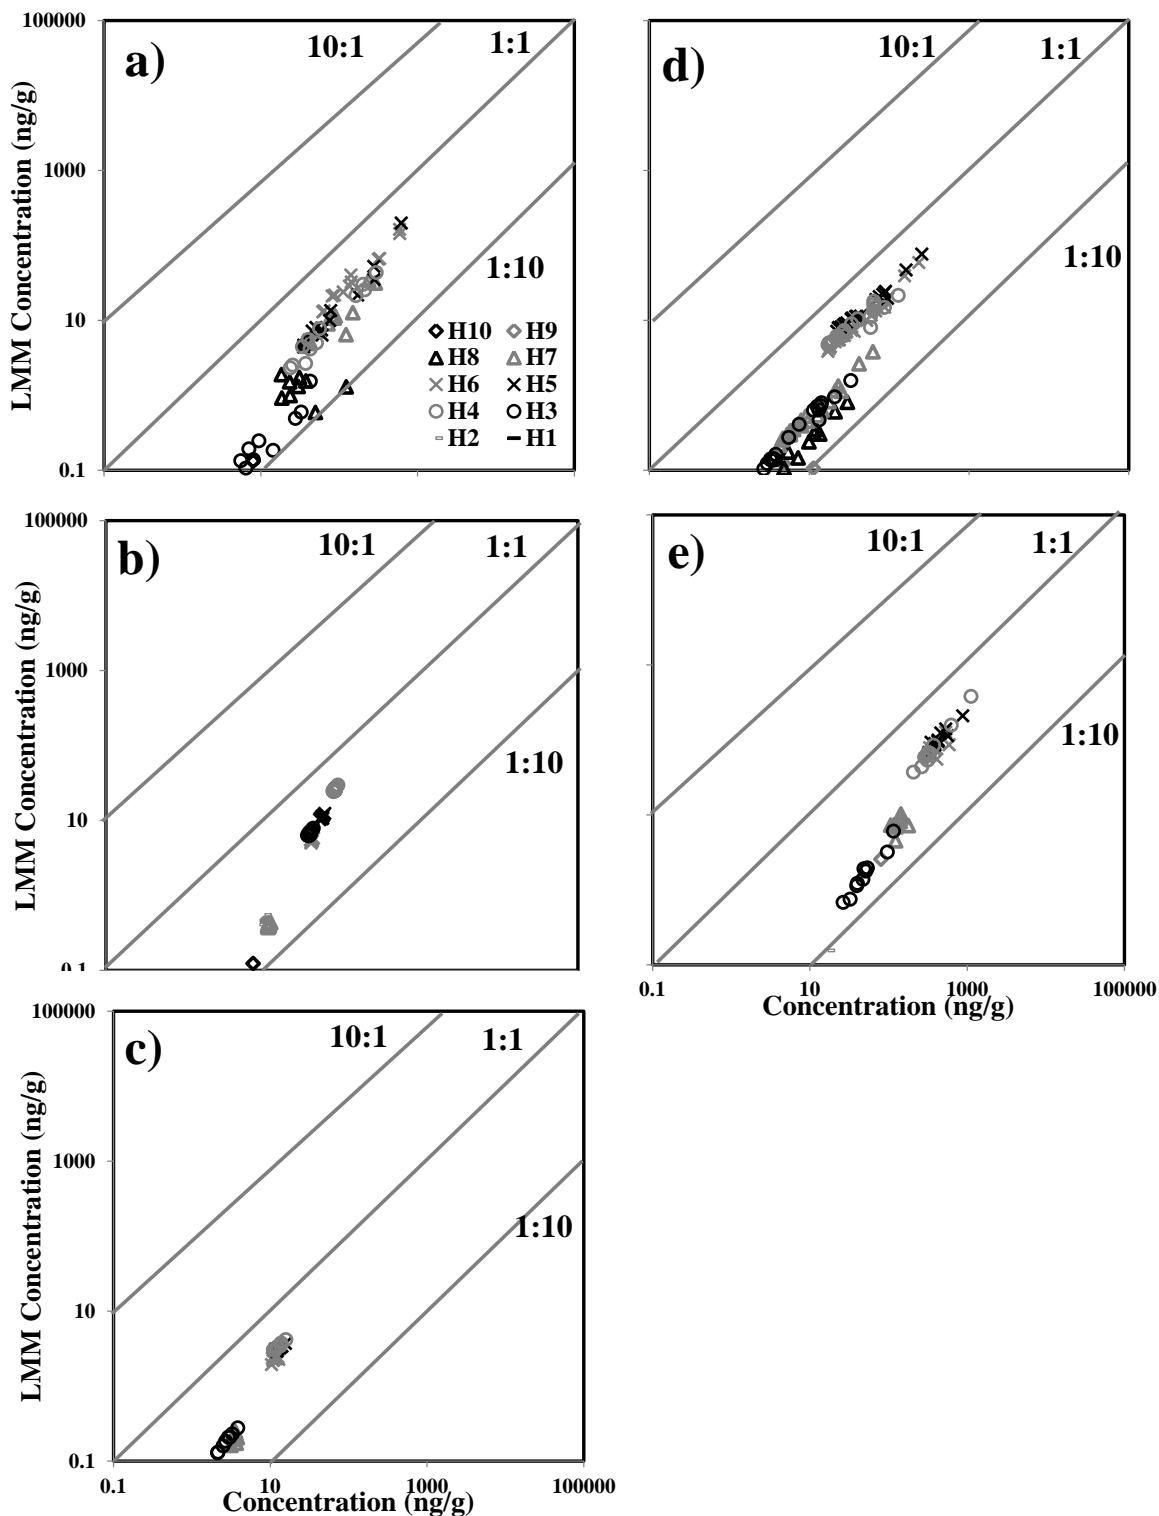 100000
a)
10:1
1:1
1000
1:10
10
0.1
LMM Concentration (ng/g)
H10 H9
H8 H7
H6 H5
H4 H3
H2 H1
d)
10:1
1:1
1:10
100000
b)
10:1
1:1
1000
1:10
10
0.1
LMM Concentration (ng/g)
e)
10:1
1:1
1:10
0.1 10 1000 100000
Concentration (ng/g)
100000
c)
10:1
1:1
1000
1:10
10
0.1
LMM Concentration (ng/g)
0.1 10 1000 100000
Concentration (ng/g)